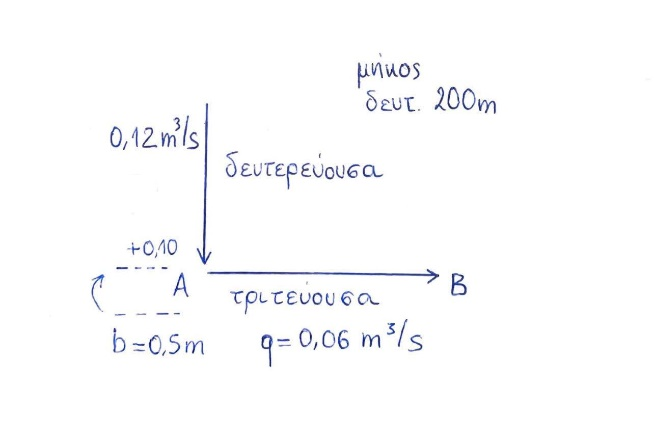 μήκος
δευτ. 200m
0,12 m³/s
δευτερεύουσα
+0,10
A
B
τριτεύουσα
b=0,5m
q=0,06 m³/s